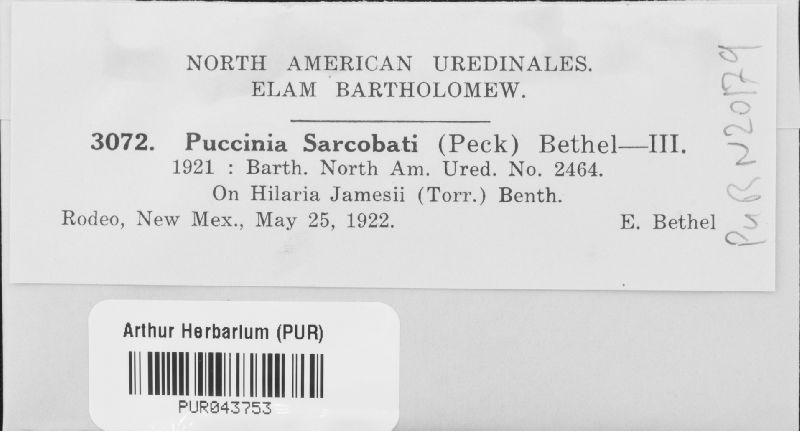 NORTH AMERICAN UREDINALES.
ELAM BARTHOLOMEW.
3072. Puccinia Sarcobati (Peck) Bethel—III.
1921 : Barth. North Am. Ured. No. 2464.
On Hilaria Jamesii (Torr.) Benth.
Rodeo, New Mex., May 25, 1922. E. Bethel
PUR N20179
Arthur Herbarium (PUR)
PUR043753